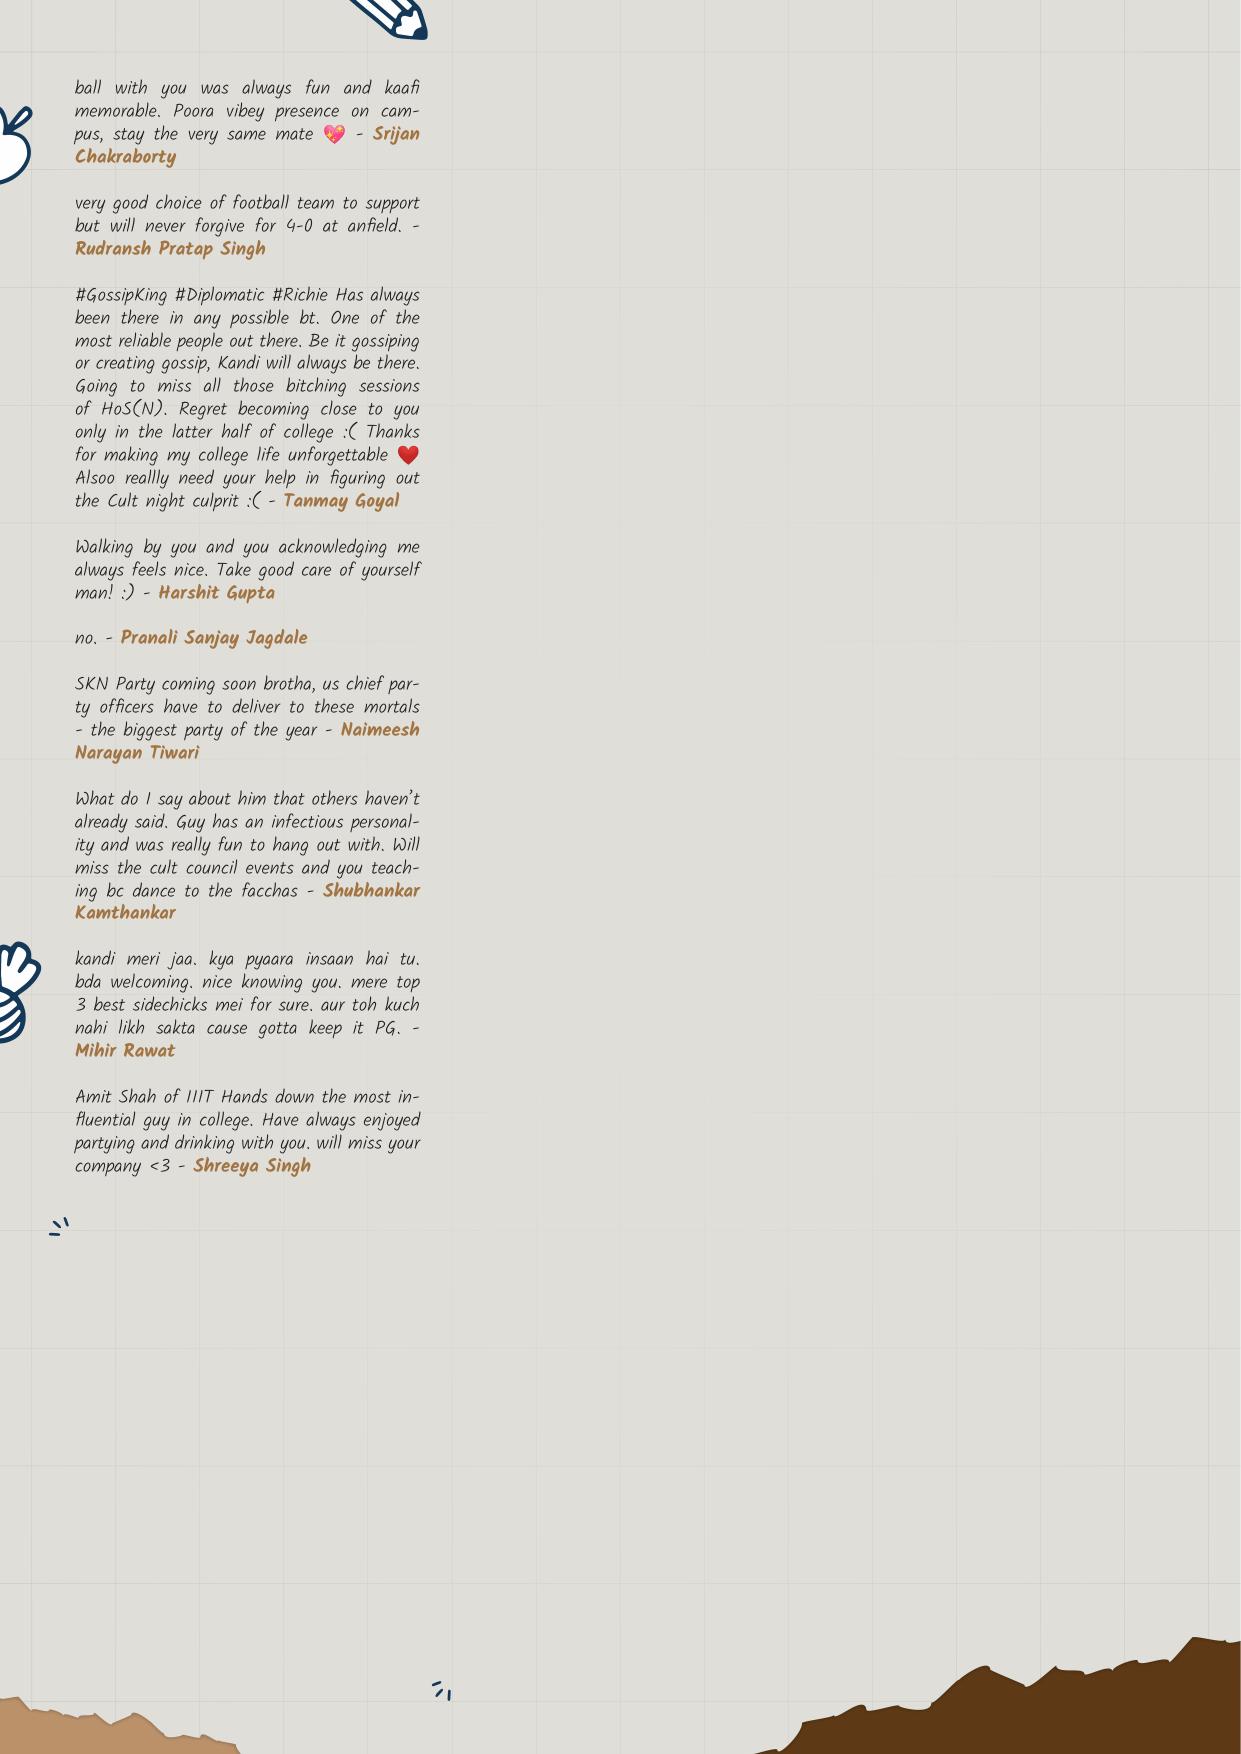 ball with you was always fun and kaafi
memorable. Poora vibey presence on cam-
pus, stay the very same mate 💖 - Srijan
Chakraborty
very good choice of football team to support
but will never forgive for 4-0 at anfield. -
Rudransh Pratap Singh
#GossipKing #Diplomatic #Richie Has always
been there in any possible bt. One of the
most reliable people out there. Be it gossiping
or creating gossip, Kandi will always be there.
Going to miss all those bitching sessions
of HoS(N). Regret becoming close to you
only in the latter half of college :( Thanks
for making my college life unforgettable ❤️
Alsoo reallly need your help in figuring out
the Cult night culprit :( - Tanmay Goyal
Walking by you and you acknowledging me
always feels nice. Take good care of yourself
man! :) - Harshit Gupta
no. - Pranali Sanjay Jagdale
SKN Party coming soon brotha, us chief par-
ty officers have to deliver to these mortals
- the biggest party of the year - Naimeesh
Narayan Tiwari
What do I say about him that others haven't
already said. Guy has an infectious personal-
ity and was really fun to hang out with. Will
miss the cult council events and you teach-
ing bc dance to the facchas - Shubhankar
Kamthankar
kandi meri jaa. kya pyaara insaan hai tu.
bda welcoming. nice knowing you. mere top
3 best sidechicks mei for sure. aur toh kuch
nahi likh sakta cause gotta keep it PG. -
Mihir Rawat
Amit Shah of IIIT Hands down the most in-
fluential guy in college. Have always enjoyed
partying and drinking with you. will miss your
company <3 - Shreeya Singh